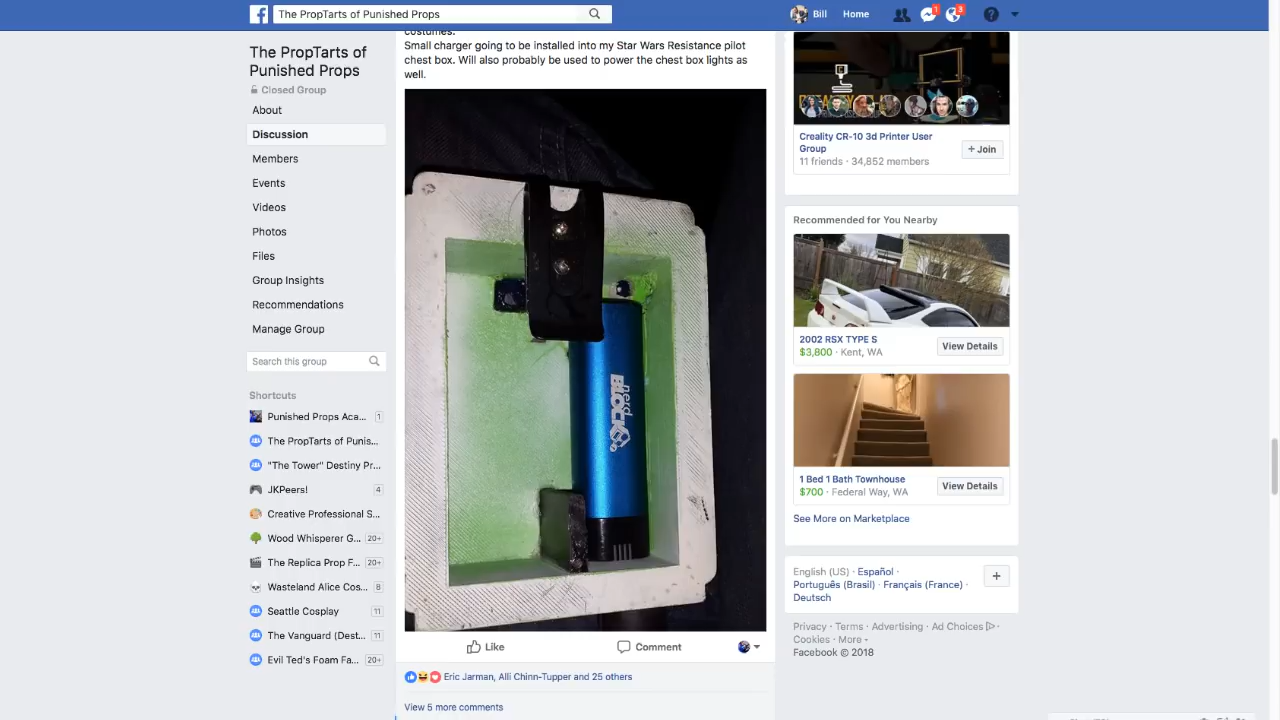 The PropTarts of Punished Props
Bill
Home
1
3
The PropTarts of
Punished Props
Closed Group
About
Discussion
Members
Events
Videos
Photos
Files
Group Insights
Recommendations
Manage Group
Search this group
Shortcuts
Punished Props Aca... 1
The PropTarts of Punis...
"The Tower" Destiny Pr...
JKPeers! 4
Creative Professional S...
Wood Whisperer G... 20+
The Replica Prop F... 20+
Wasteland Alice Cos... 8
Seattle Cosplay 11
The Vanguard (Dest... 11
Evil Ted's Foam Fa... 20+
costumes.
Small charger going to be installed into my Star Wars Resistance pilot
chest box. Will also probably be used to power the chest box lights as
well.
nerd
BLOCK
Like
Comment
Eric Jarman, Alli Chinn-Tupper and 25 others
View 5 more comments
Creality CR-10 3d Printer User
Group
11 friends · 34,852 members
+ Join
Recommended for You Nearby
2002 RSX TYPE S
$3,800 · Kent, WA
View Details
1 Bed 1 Bath Townhouse
$700 · Federal Way, WA
View Details
See More on Marketplace
English (US) · Español ·
Português (Brasil) · Français (France) ·
Deutsch
Privacy · Terms · Advertising · Ad Choices ·
Cookies · More
Facebook © 2018